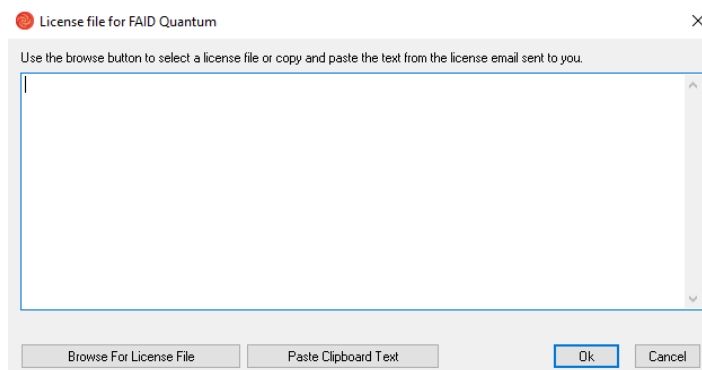 License file for FAID Quantum
Use the browse button to select a license file or copy and paste the text from the license email sent to you.
Browse For License File
Paste Clipboard Text
Ok
Cancel